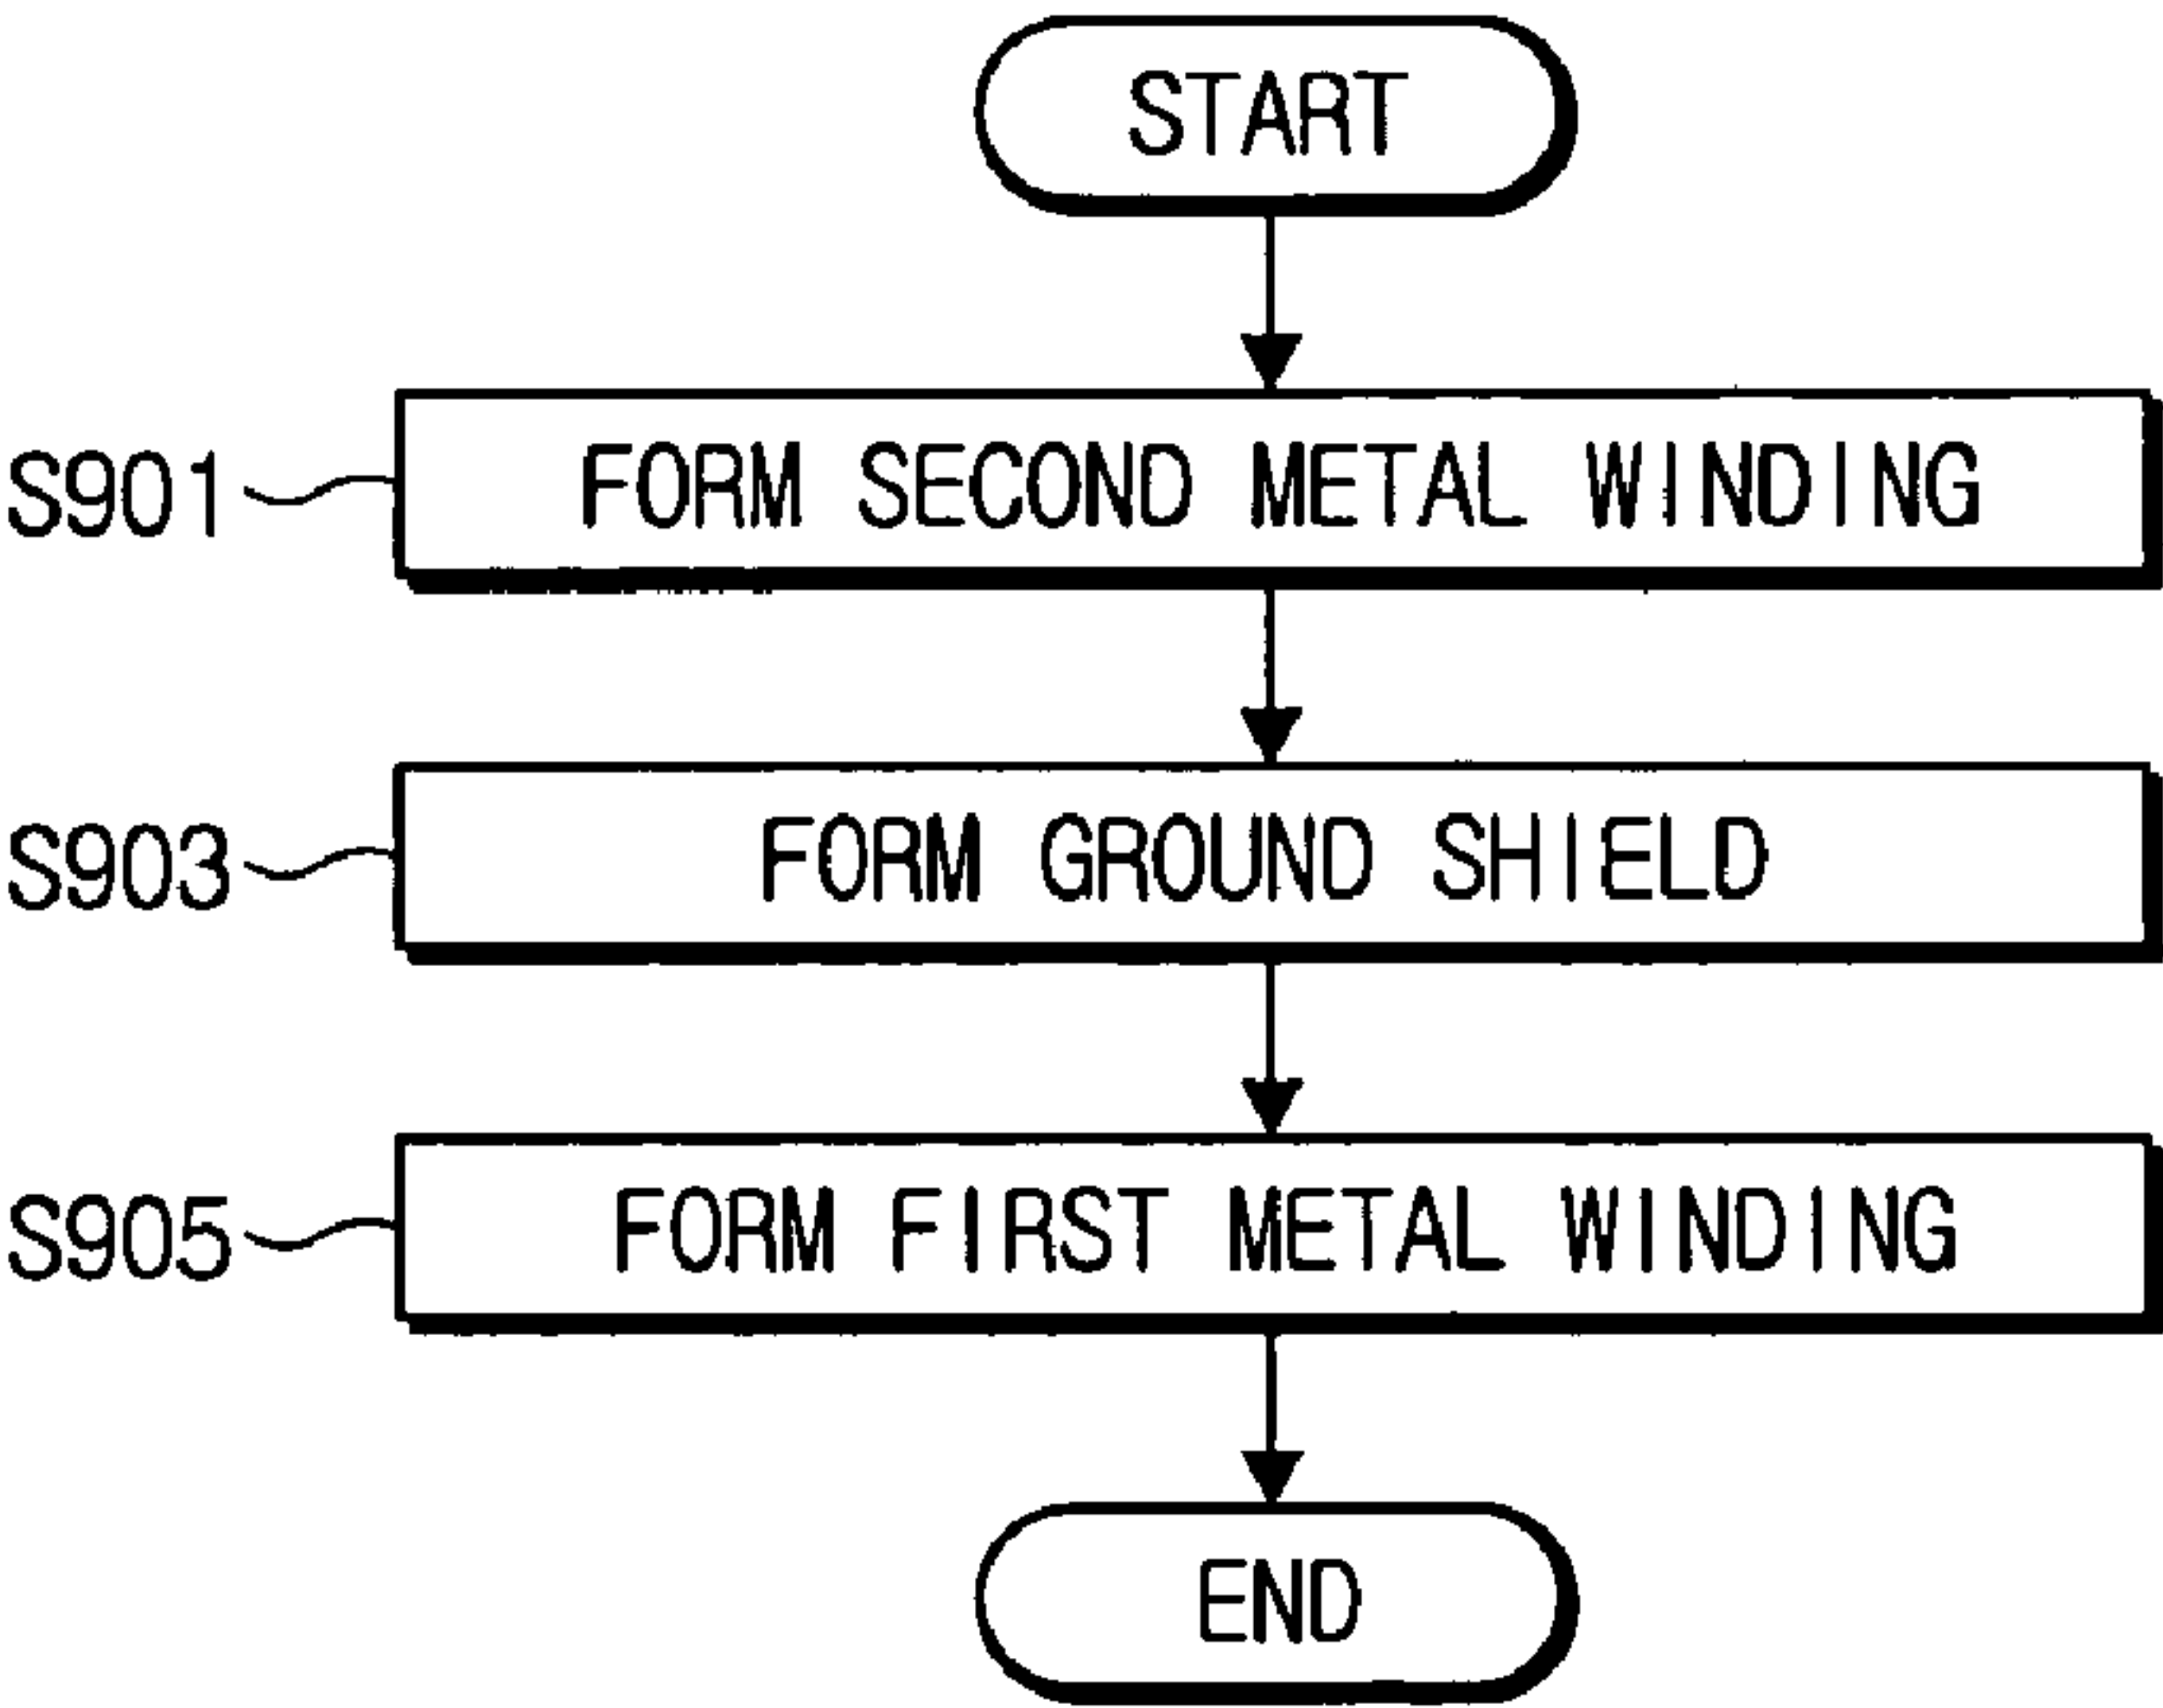 START
S901 FORM SECOND METAL WINDING
S903 FORM GROUND SHIELD
S905 FORM FIRST METAL WINDING
END